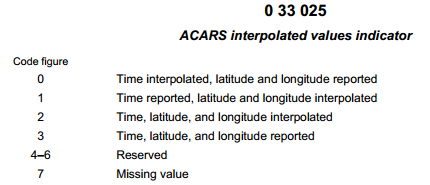 0 33 025
ACARS interpolated values indicator
Code figure
0 Time interpolated, latitude and longitude reported
1 Time reported, latitude and longitude interpolated
2 Time, latitude, and longitude interpolated
3 Time, latitude, and longitude reported
4–6 Reserved
7 Missing value